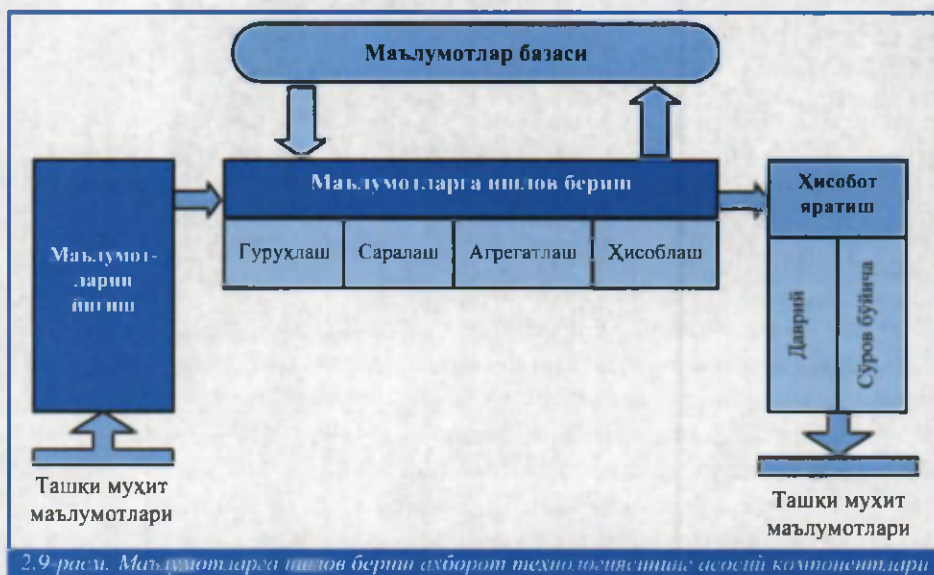 Маълумотлар базаси
Маълумотларга ишлов бериш
Ҳисобот
яратиш
Маълумот-
ларни
йиғиш
Гуруҳлаш
Саралаш
Агрегатлаш
Ҳисоблаш
Даврий
Сўров бўйича
Ташқи муҳит
маълумотлари
Ташқи муҳит
маълумотлари
2.9-расм. Маълумотларга ишлов бериш ахборот технологиясининг асосий компонентлари